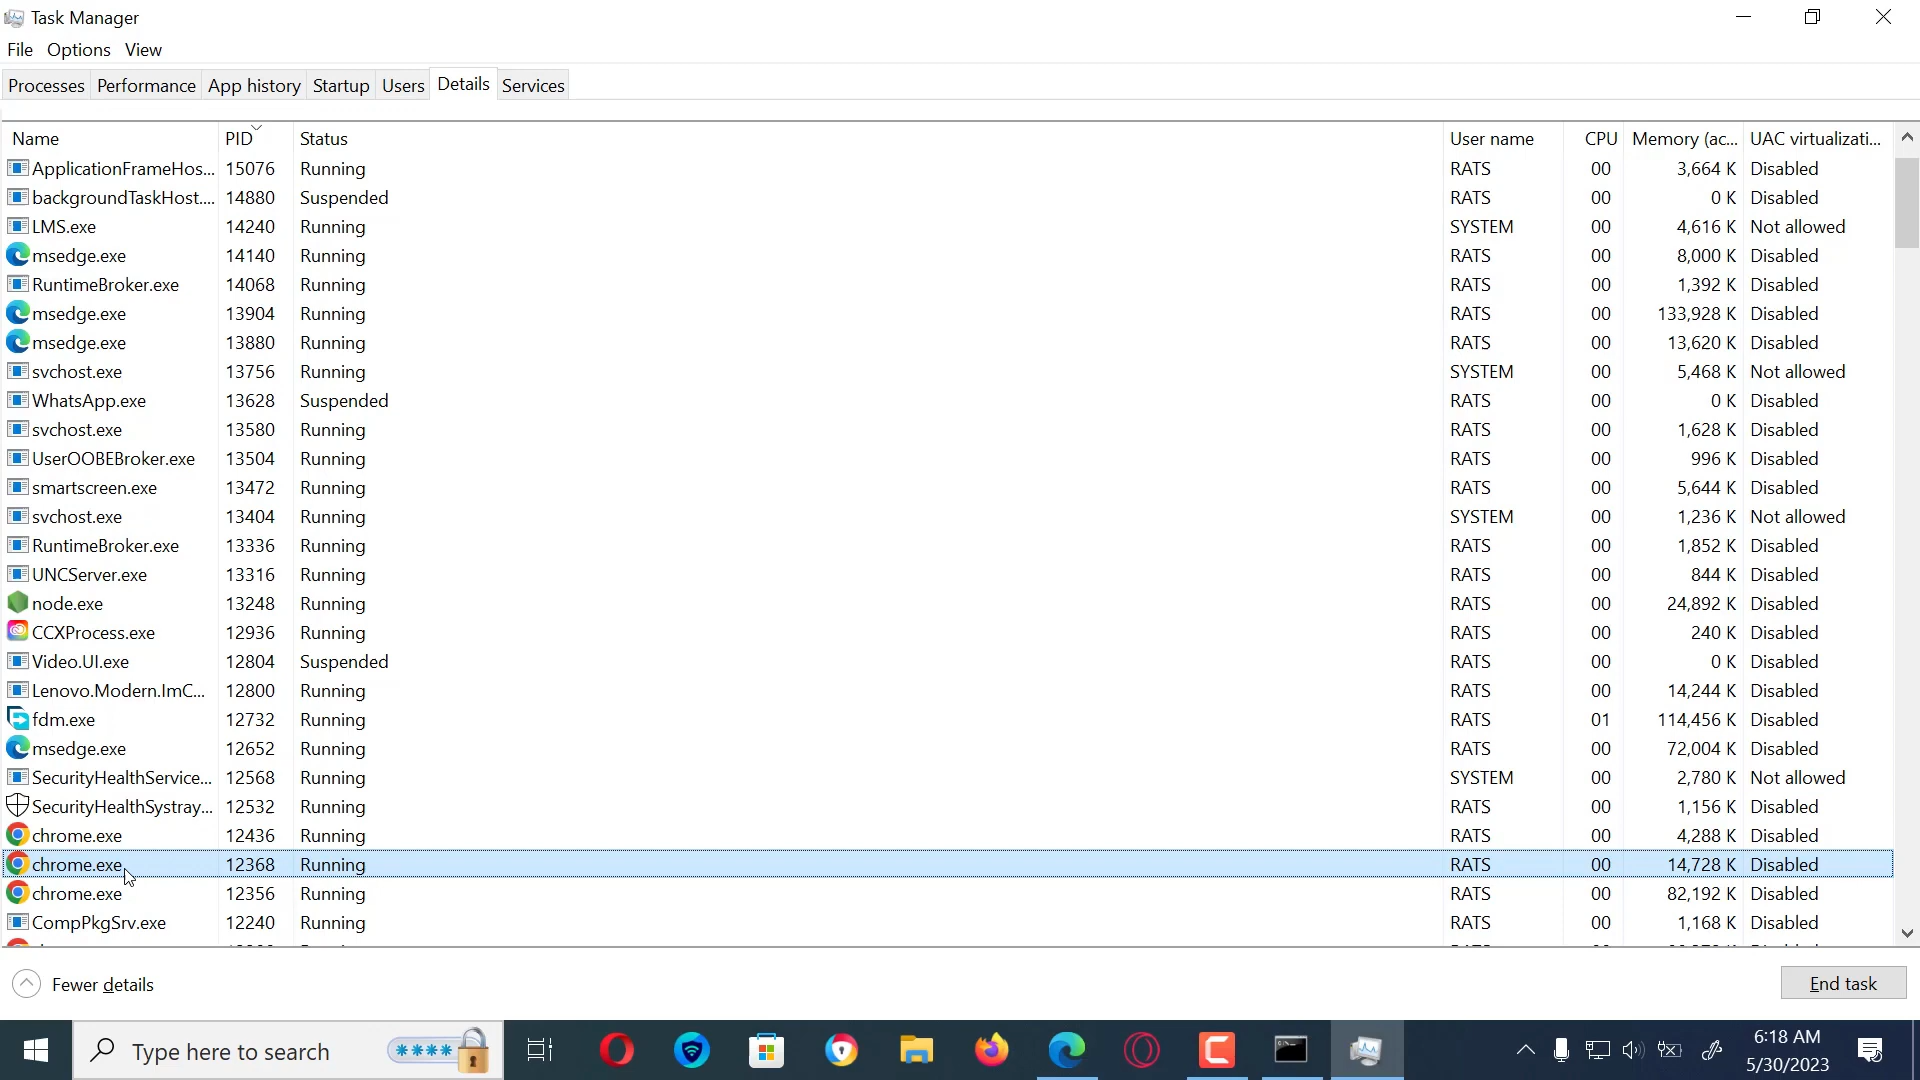 Task Manager
File Options View
Processes Performance App history Startup Users Details Services
Name PID Status User name CPU Memory (ac... UAC virtualizati...
ApplicationFrameHos... 15076 Running RATS 00 3,664 K Disabled
backgroundTaskHost.... 14880 Suspended RATS 00 0 K Disabled
LMS.exe 14240 Running SYSTEM 00 4,616 K Not allowed
msedge.exe 14140 Running RATS 00 8,000 K Disabled
RuntimeBroker.exe 14068 Running RATS 00 1,392 K Disabled
msedge.exe 13904 Running RATS 00 133,928 K Disabled
msedge.exe 13880 Running RATS 00 13,620 K Disabled
svchost.exe 13756 Running SYSTEM 00 5,468 K Not allowed
WhatsApp.exe 13628 Suspended RATS 00 0 K Disabled
svchost.exe 13580 Running RATS 00 1,628 K Disabled
UserOOBEBroker.exe 13504 Running RATS 00 996 K Disabled
smartscreen.exe 13472 Running RATS 00 5,644 K Disabled
svchost.exe 13404 Running SYSTEM 00 1,236 K Not allowed
RuntimeBroker.exe 13336 Running RATS 00 1,852 K Disabled
UNCServer.exe 13316 Running RATS 00 844 K Disabled
node.exe 13248 Running RATS 00 24,892 K Disabled
CCXProcess.exe 12936 Running RATS 00 240 K Disabled
Video.UI.exe 12804 Suspended RATS 00 0 K Disabled
Lenovo.Modern.ImC... 12800 Running RATS 00 14,244 K Disabled
fdm.exe 12732 Running RATS 01 114,456 K Disabled
msedge.exe 12652 Running RATS 00 72,004 K Disabled
SecurityHealthService... 12568 Running SYSTEM 00 2,780 K Not allowed
SecurityHealthSystray... 12532 Running RATS 00 1,156 K Disabled
chrome.exe 12436 Running RATS 00 4,288 K Disabled
chrome.exe 12368 Running RATS 00 14,728 K Disabled
chrome.exe 12356 Running RATS 00 82,192 K Disabled
CompPkgSrv.exe 12240 Running RATS 00 1,168 K Disabled
Fewer details End task
Type here to search ****
6:18 AM
5/30/2023